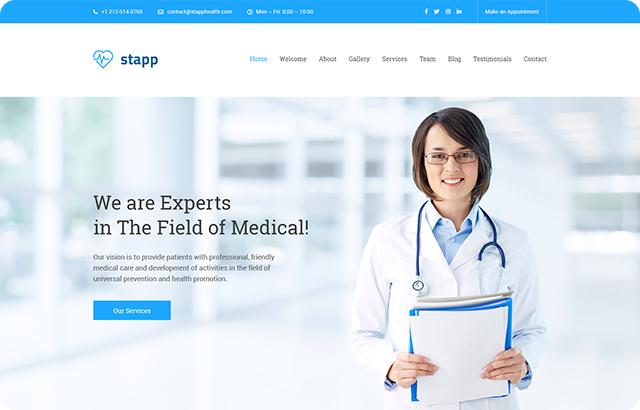 +1 212-514-3700 contact@stapphealth.com Mon – Fri: 8:00 – 18:00 Make an Appointment
stapp Home Welcome About Gallery Services Team Blog Testimonials Contact
We are Experts
in The Field of Medical!
Our vision is to provide patients with professional, friendly
medical care and development of activities in the field of
universal prevention and health promotion.
Our Services